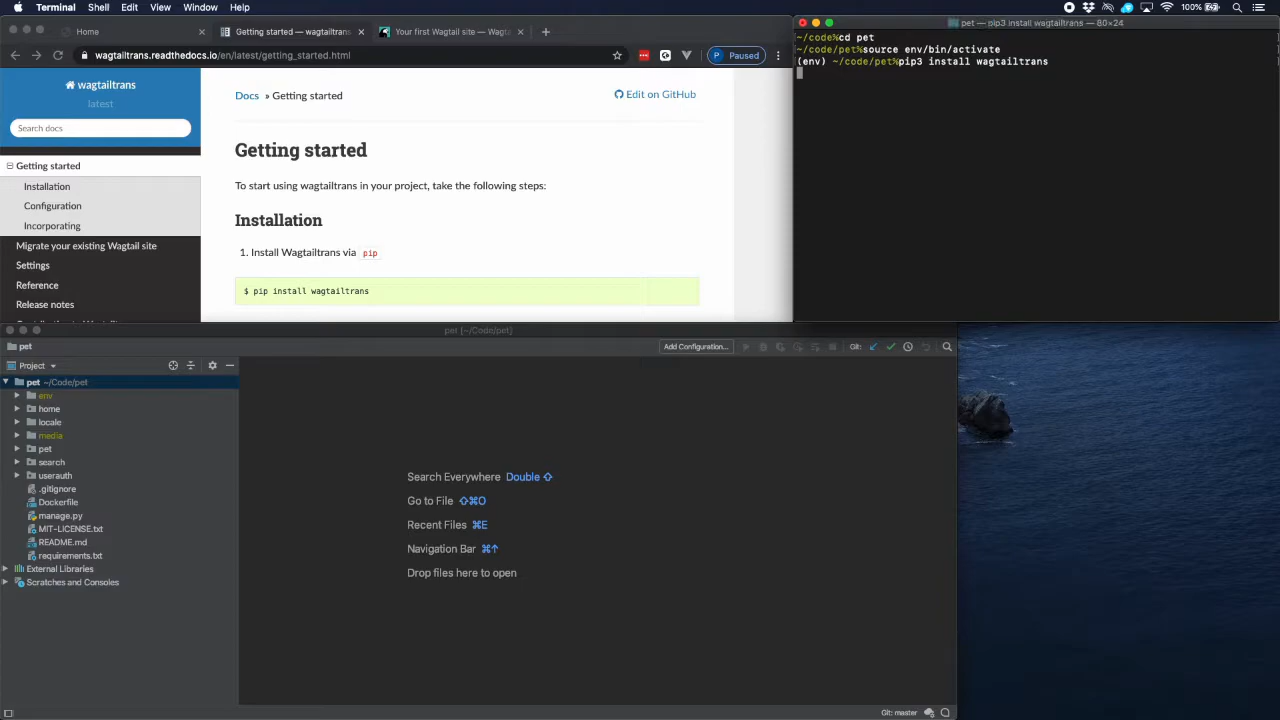 Terminal Shell Edit View Window Help 100%
Home
Getting started — wagtailtrans
Your first Wagtail site — Wagta
wagtailtrans.readthedocs.io/en/latest/getting_started.html
P Paused
wagtailtrans
latest
Search docs
Getting started
Installation
Configuration
Incorporating
Migrate your existing Wagtail site
Settings
Reference
Release notes
Docs » Getting started
Edit on GitHub
Getting started
To start using wagtailtrans in your project, take the following steps:
Installation
1. Install Wagtailtrans via pip
$ pip install wagtailtrans
pet — pip3 install wagtailtrans — 80×24
~/code%cd pet
~/code/pet%source env/bin/activate
(env) ~/code/pet%pip3 install wagtailtrans
pet [~/Code/pet]
pet
Add Configuration...
Git:
Project
pet ~/Code/pet
env
home
locale
media
pet
search
userauth
.gitignore
Dockerfile
manage.py
MIT-LICENSE.txt
README.md
requirements.txt
External Libraries
Scratches and Consoles
Search Everywhere Double ⇧
Go to File ⇧⌘O
Recent Files ⌘E
Navigation Bar ⌘↑
Drop files here to open
Git: master